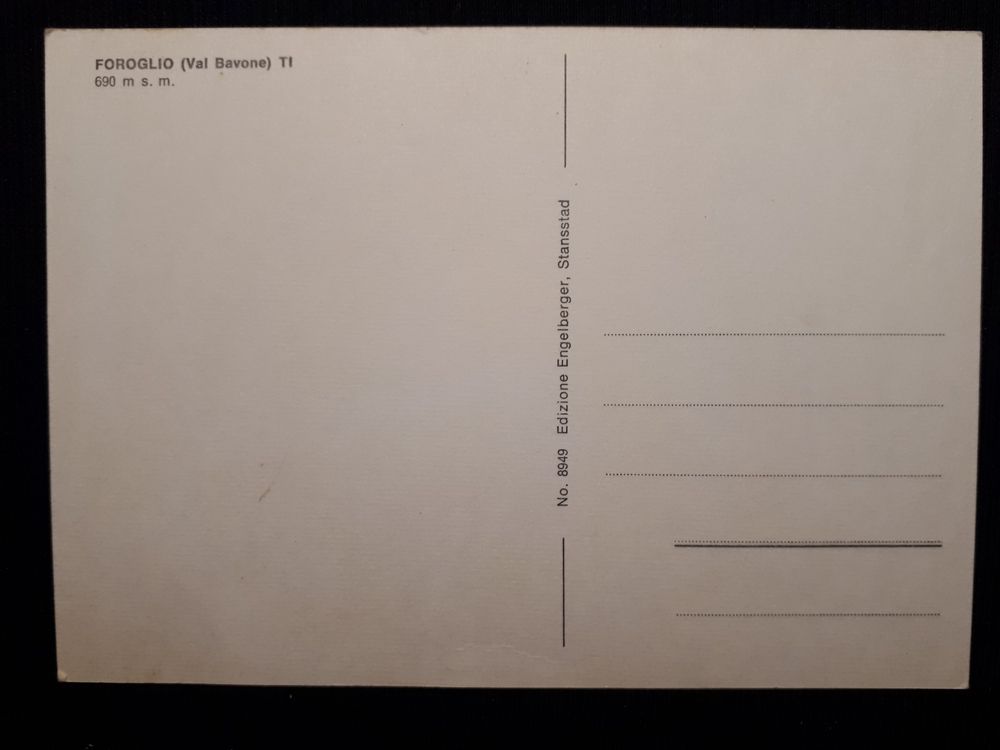 FOROGLIO (Val Bavone) TI
690 m s. m.
No. 8949 Edizione Engelberger, Stansstad